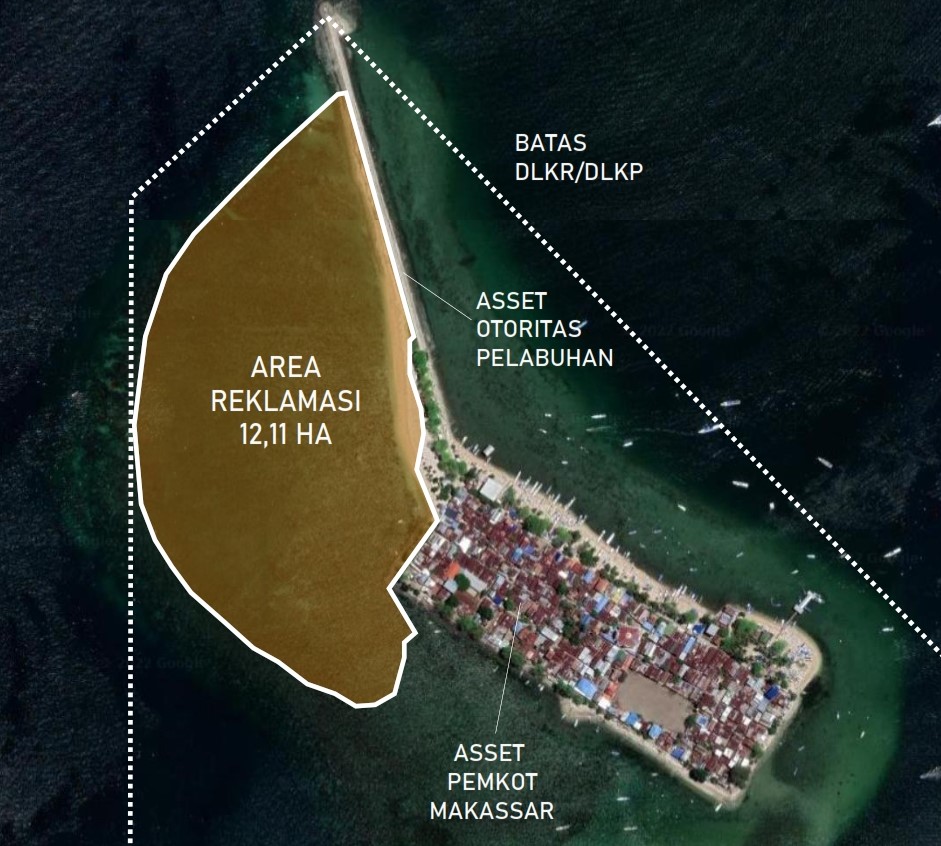 BATAS
DLKR/DLKP
ASSET
OTORITAS
PELABUHAN
AREA
REKLAMASI
12,11 HA
ASSET
PEMKOT
MAKASSAR